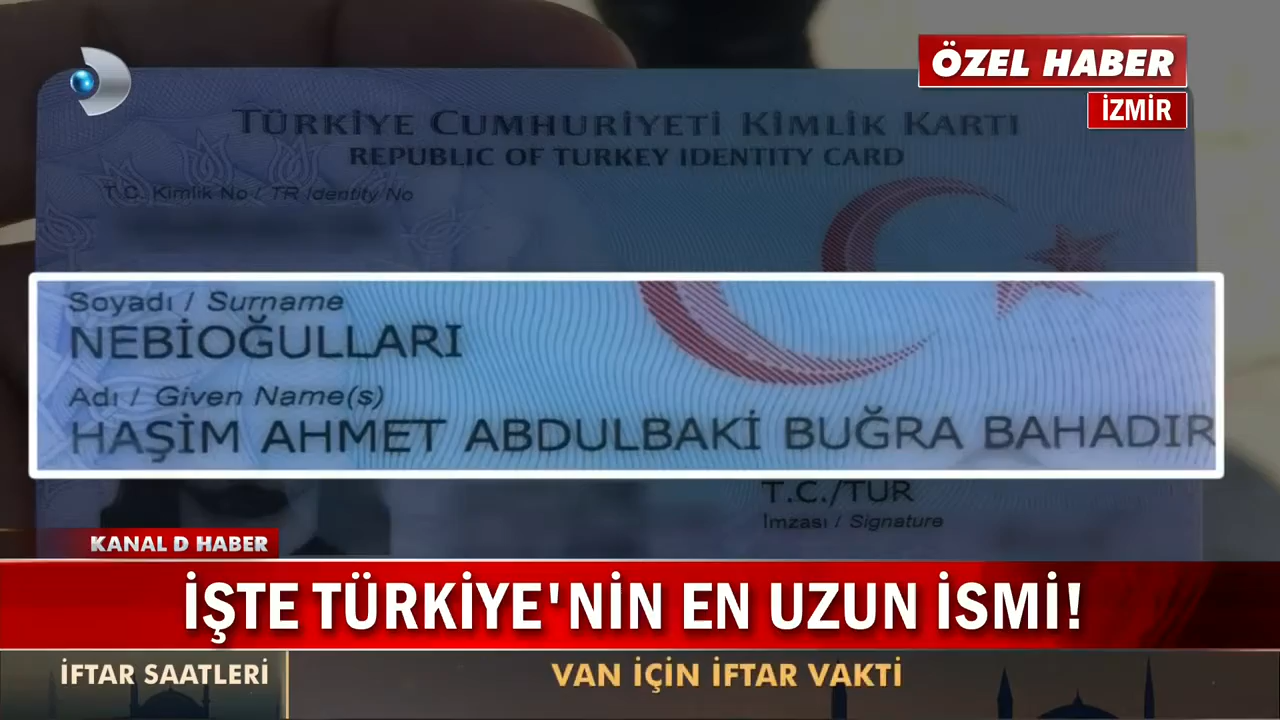 ÖZEL HABER
İZMİR
TÜRKİYE CUMHURİYETİ KİMLİK KARTI
REPUBLIC OF TURKEY IDENTITY CARD
T.C. Kimlik No / TR Identity No
Soyadı / Surname
NEBİOĞULLARI
Adı / Given Name(s)
HAŞİM AHMET ABDULBAKİ BUĞRA BAHADIR
T.C./TUR
İmzası / Signature
KANAL D HABER
İŞTE TÜRKİYE'NİN EN UZUN İSMİ!
İFTAR SAATLERİ
VAN İÇİN İFTAR VAKTİ